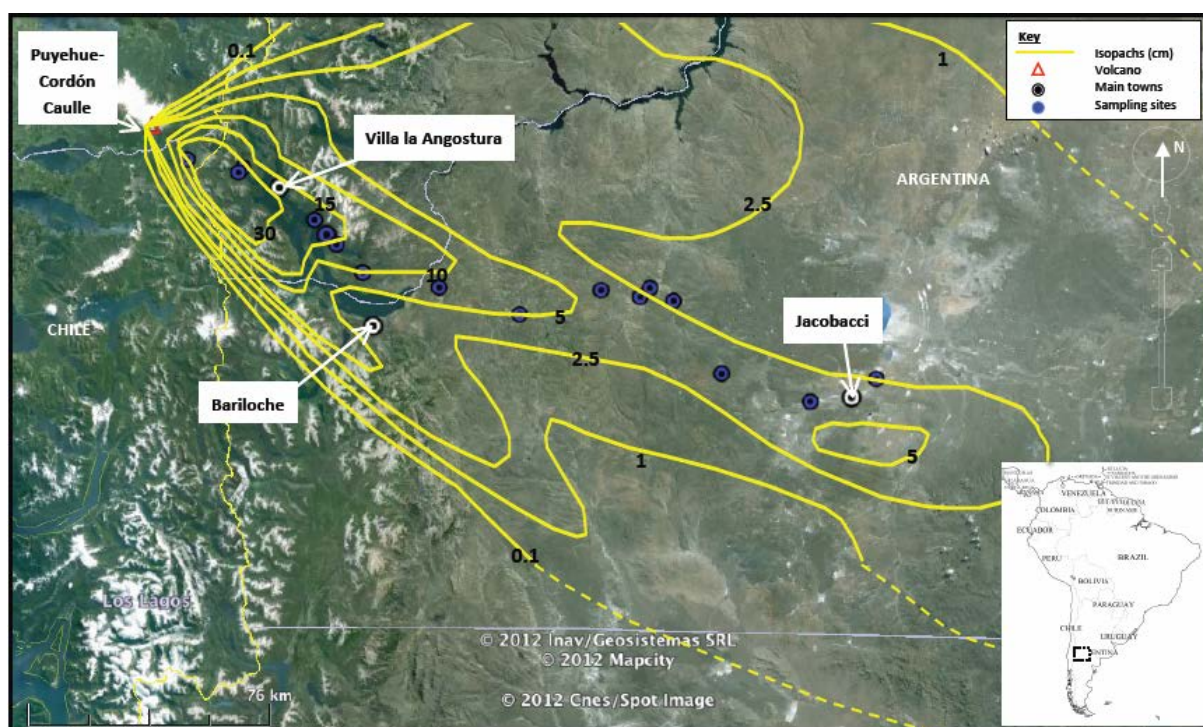 Puyehue-
Cordón
Caulle
0.1
Villa la Angostura
15
30
10
5
2.5
1
ARGENTINA
Key
Isopachs (cm)
Volcano
Main towns
Sampling sites
N
CHILE
Bariloche
2.5
Jacobacci
5
1
0.1
Los Lagos
76 km
© 2012 Inav/Geosistemas SRL
© 2012 Mapcity
© 2012 Cnes/Spot Image
VENEZUELA
COLOMBIA
ECUADOR
PERU
BRAZIL
BOLIVIA
PARAGUAY
CHILE
URUGUAY
ENTINA